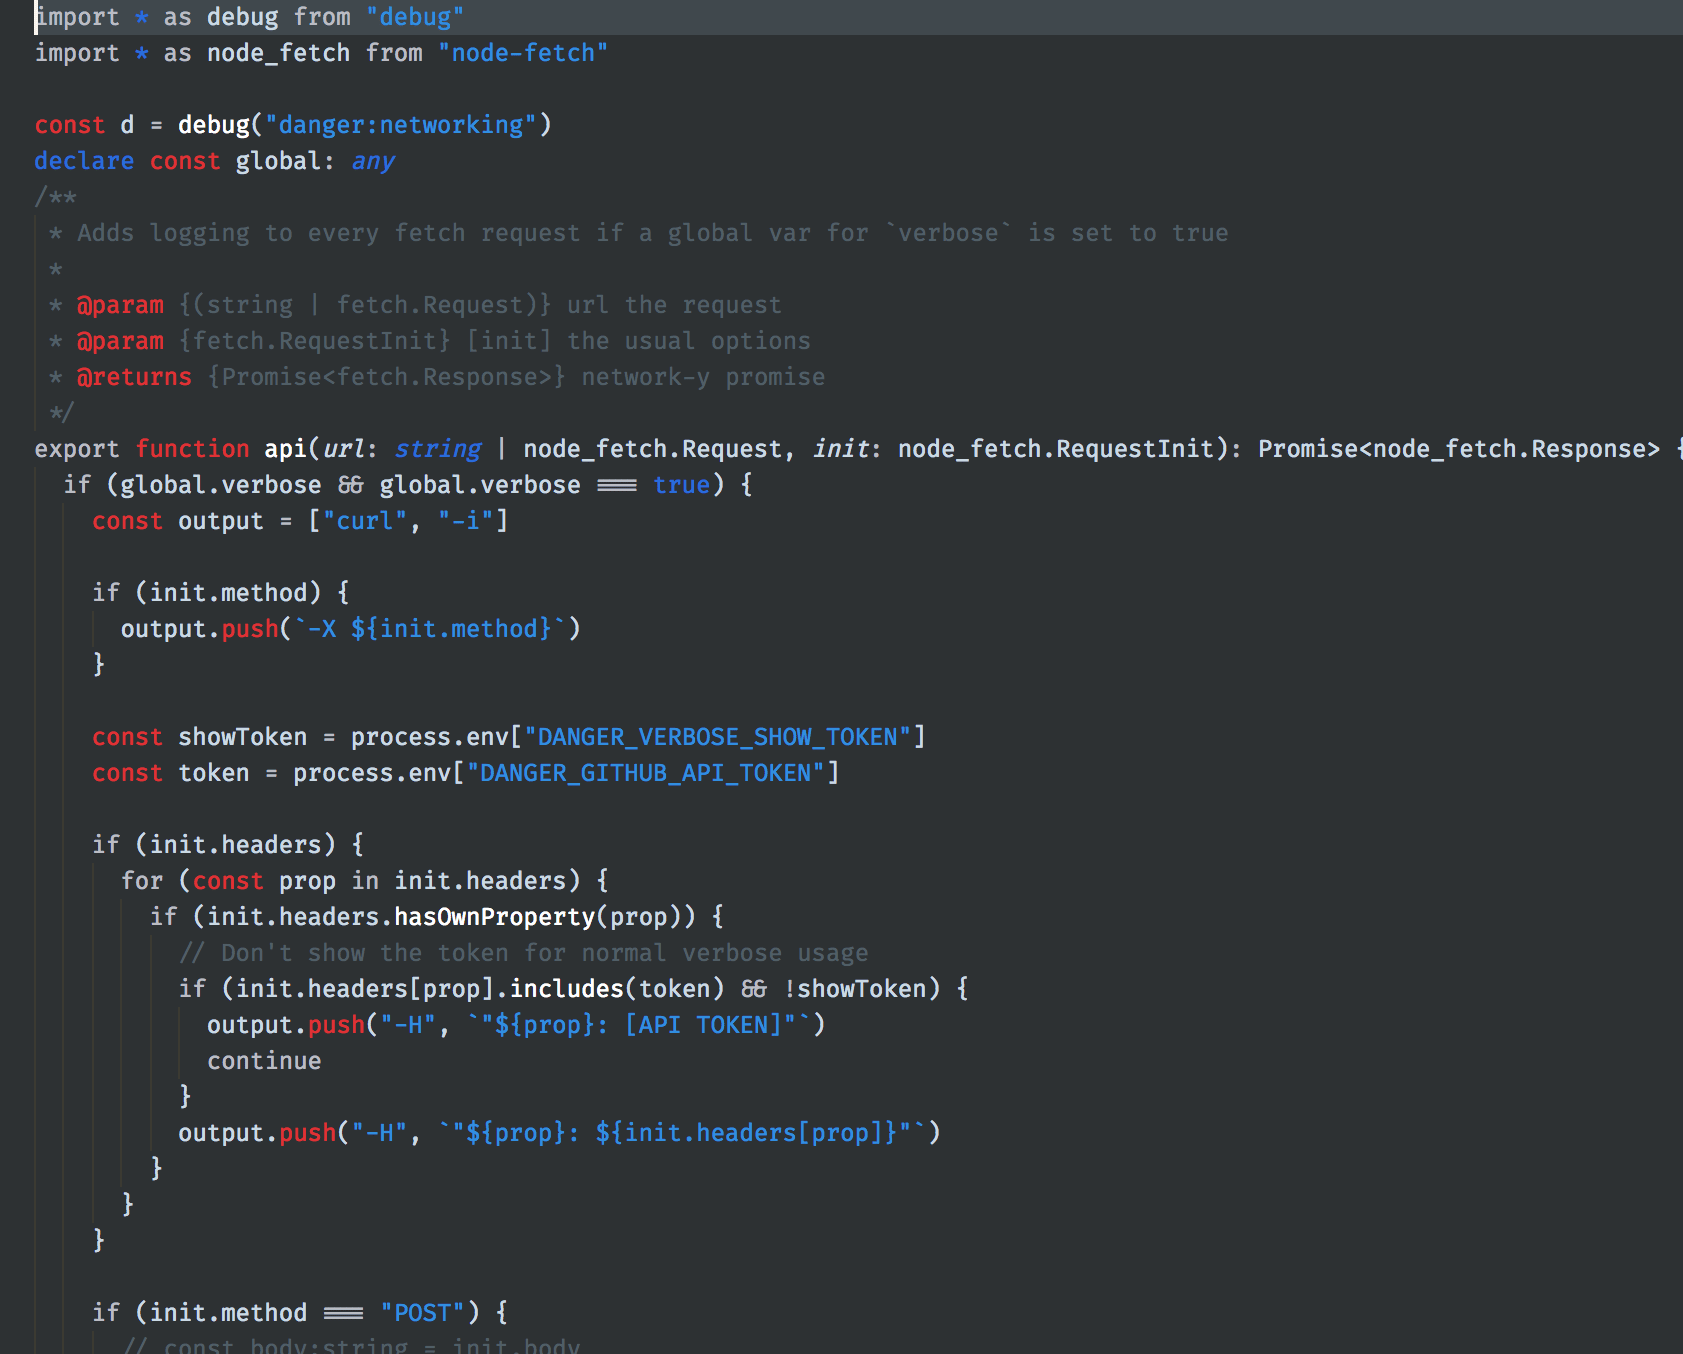 import * as debug from "debug"
import * as node_fetch from "node-fetch"

const d = debug("danger:networking")
declare const global: any
/**
 * Adds logging to every fetch request if a global var for `verbose` is set to true
 *
 * @param {(string | fetch.Request)} url the request
 * @param {fetch.RequestInit} [init] the usual options
 * @returns {Promise<fetch.Response>} network-y promise
 */
export function api(url: string | node_fetch.Request, init: node_fetch.RequestInit): Promise<node_fetch.Response> {
  if (global.verbose && global.verbose === true) {
    const output = ["curl", "-i"]

    if (init.method) {
      output.push(`-X ${init.method}`)
    }

    const showToken = process.env["DANGER_VERBOSE_SHOW_TOKEN"]
    const token = process.env["DANGER_GITHUB_API_TOKEN"]

    if (init.headers) {
      for (const prop in init.headers) {
        if (init.headers.hasOwnProperty(prop)) {
          // Don't show the token for normal verbose usage
          if (init.headers[prop].includes(token) && !showToken) {
            output.push("-H", `"${prop}: [API TOKEN]"`)
            continue
          }
          output.push("-H", `"${prop}: ${init.headers[prop]}"`)
        }
      }
    }

    if (init.method === "POST") {
      // const body:string = init.body